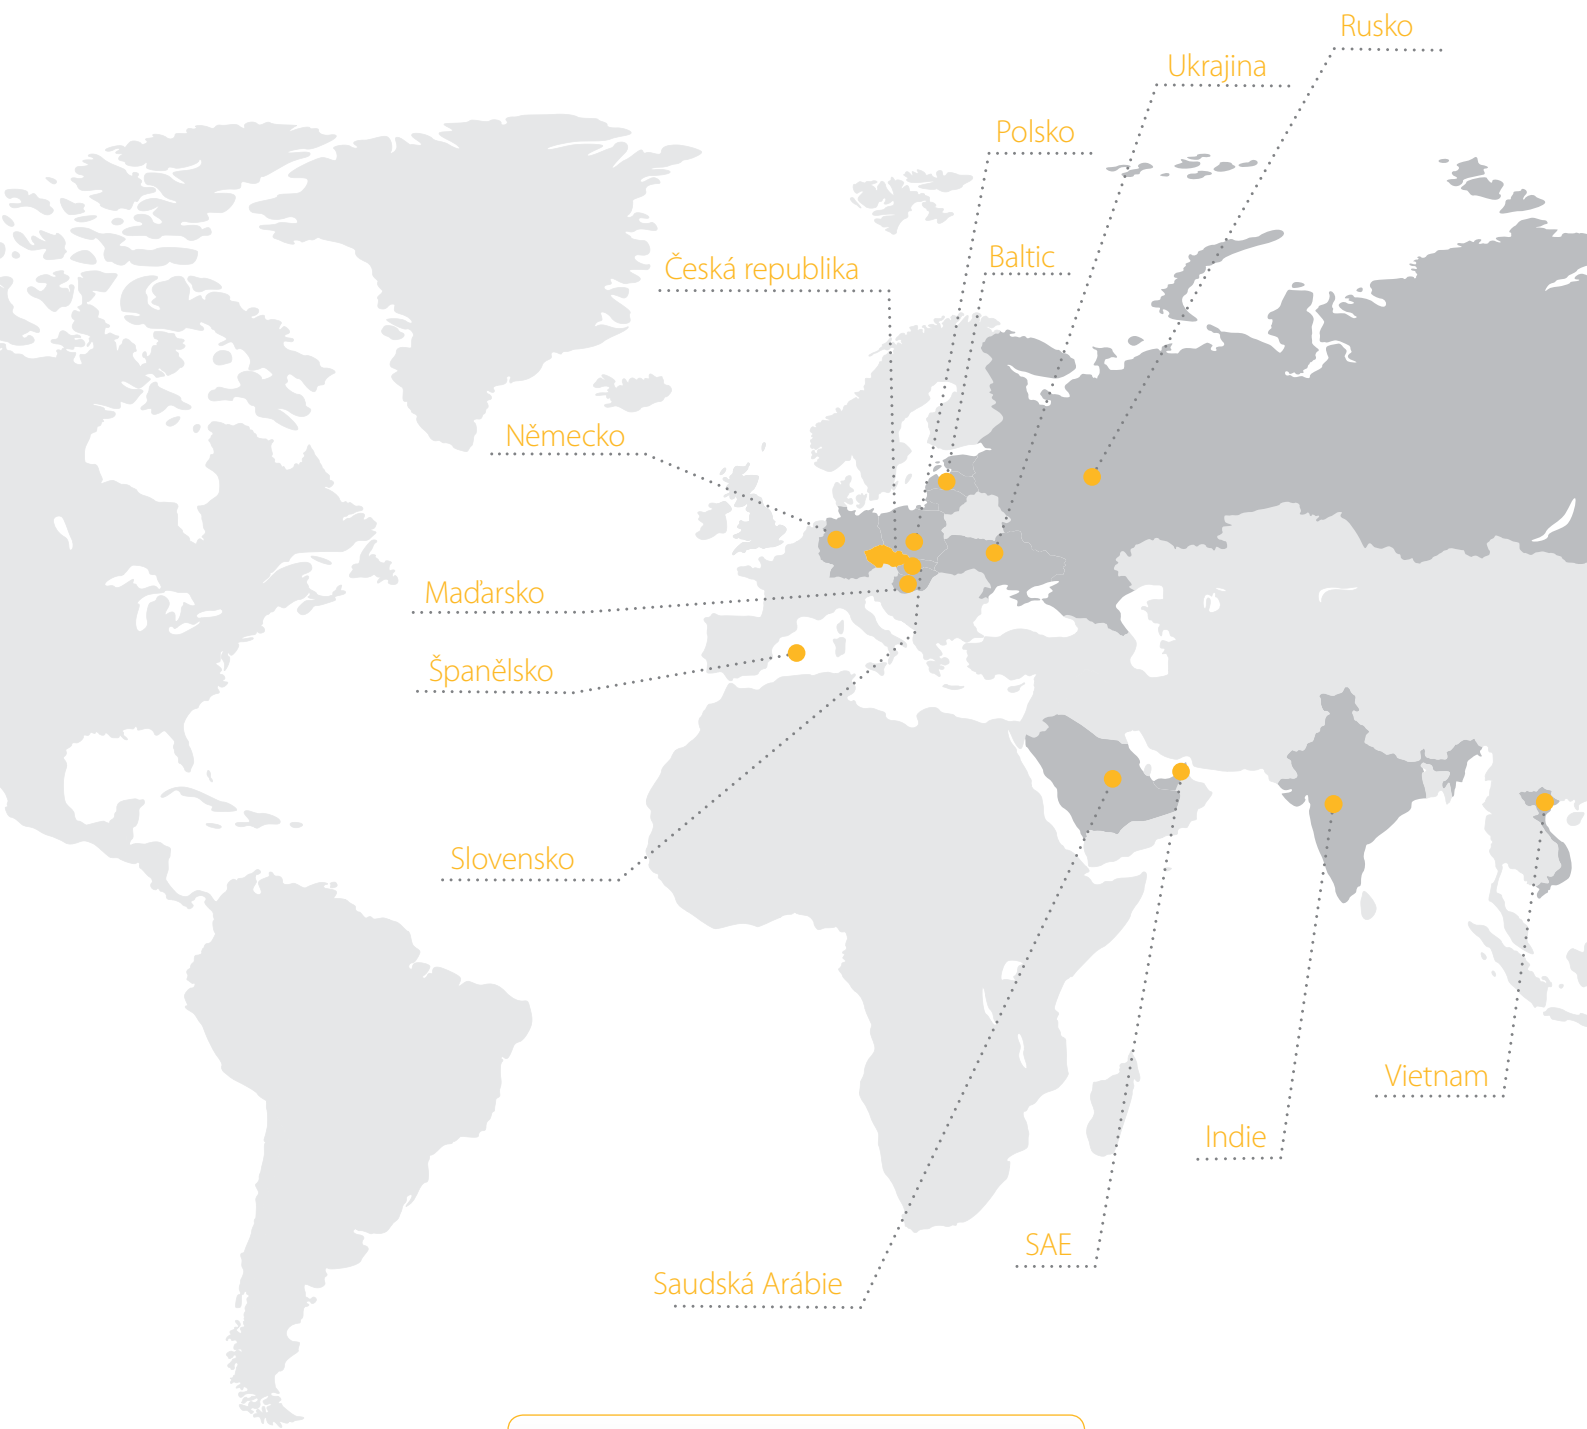 Rusko
Ukrajina
Polsko
Baltic
Česká republika
Německo
Maďarsko
Španělsko
Slovensko
Vietnam
Indie
SAE
Saudská Arábie